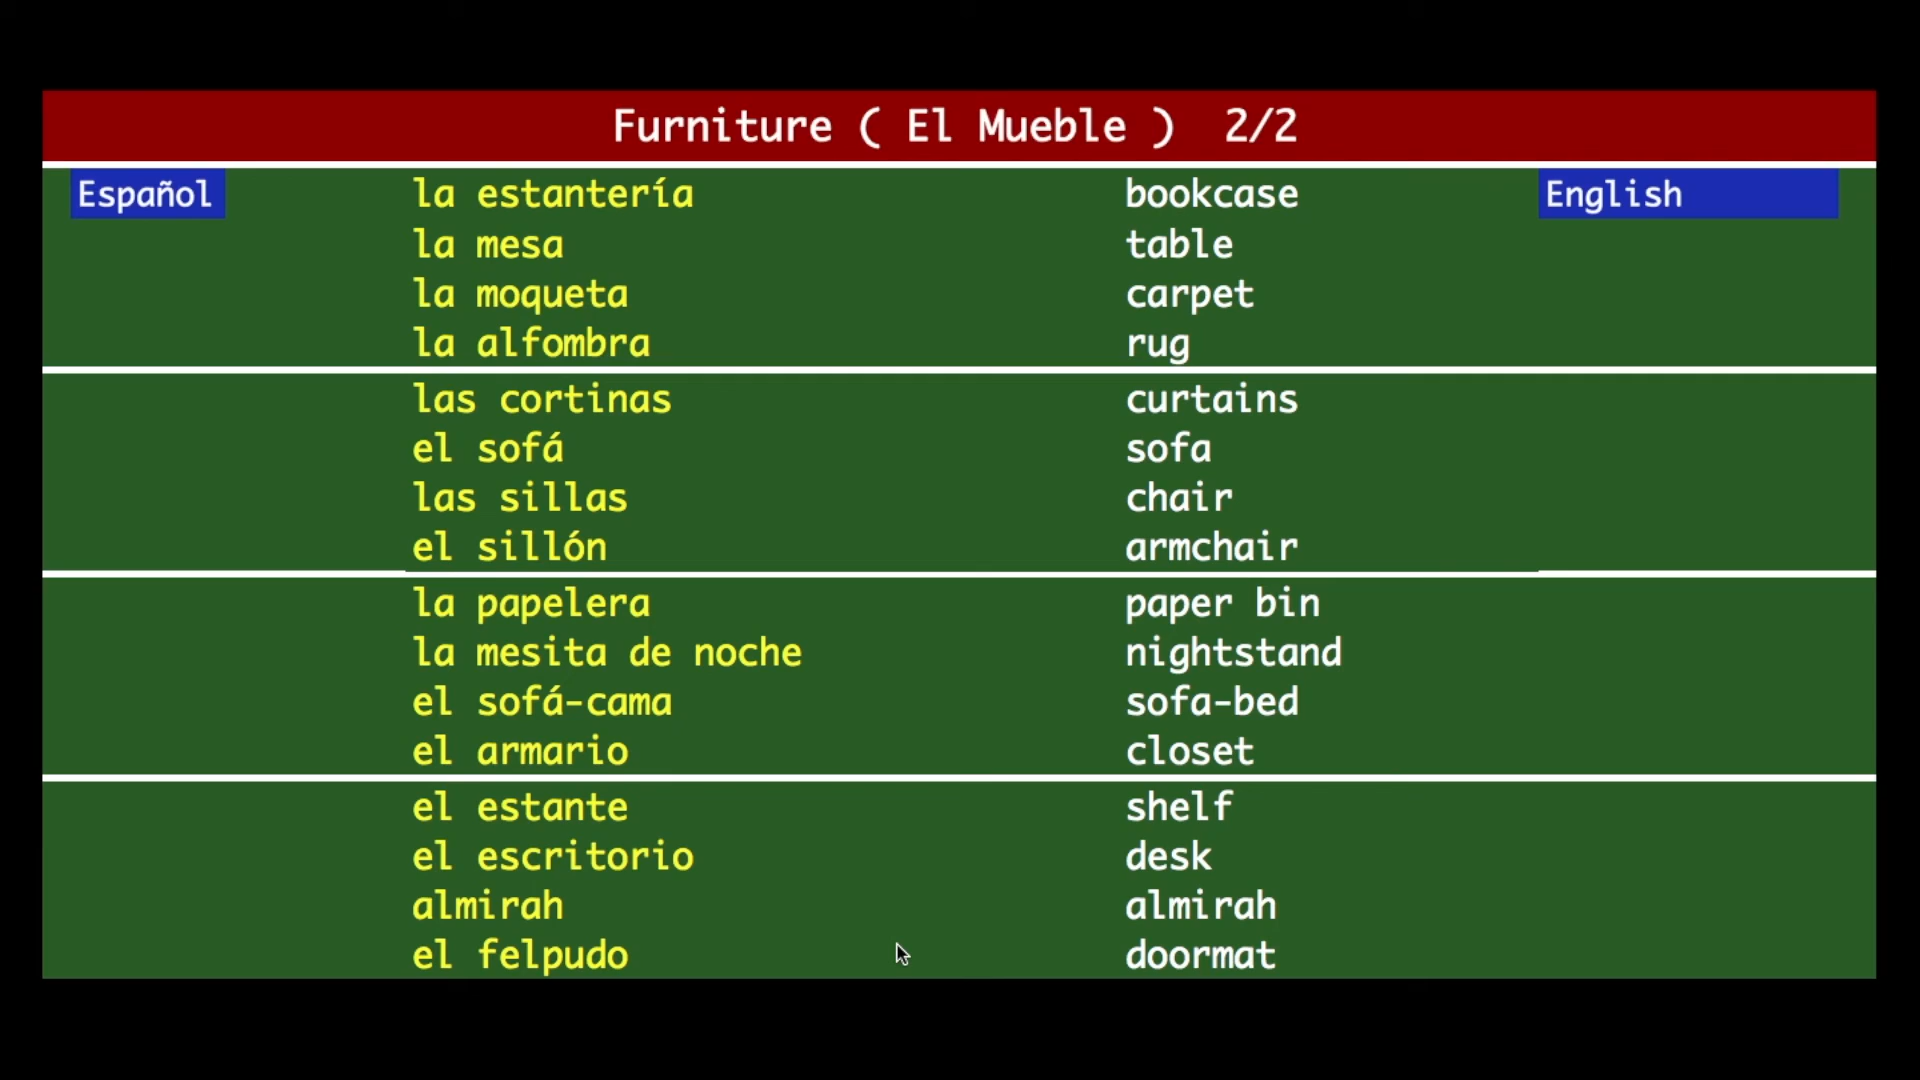 Furniture ( El Mueble ) 2/2
Español la estantería bookcase English
la mesa table
la moqueta carpet
la alfombra rug
las cortinas curtains
el sofá sofa
las sillas chair
el sillón armchair
la papelera paper bin
la mesita de noche nightstand
el sofá-cama sofa-bed
el armario closet
el estante shelf
el escritorio desk
almirah almirah
el felpudo doormat